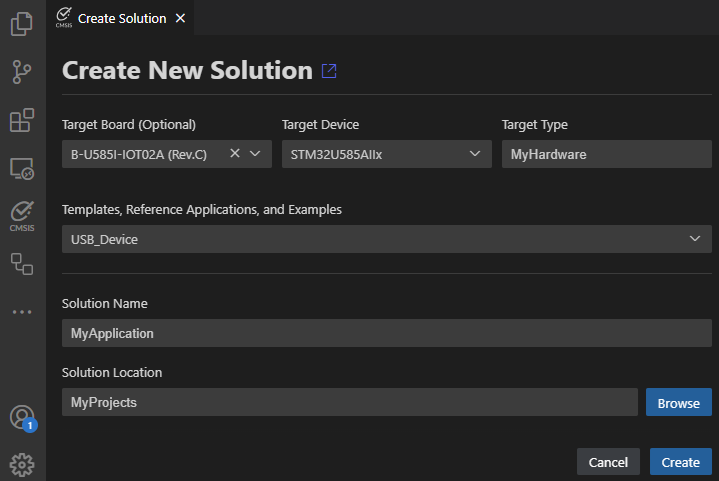 CMSIS Create Solution
Create New Solution
Target Board (Optional) Target Device Target Type
B-U585I-IOT02A (Rev.C) STM32U585AIIx MyHardware
Templates, Reference Applications, and Examples
CMSIS
USB_Device
Solution Name
MyApplication
Solution Location
MyProjects Browse
1
Cancel Create